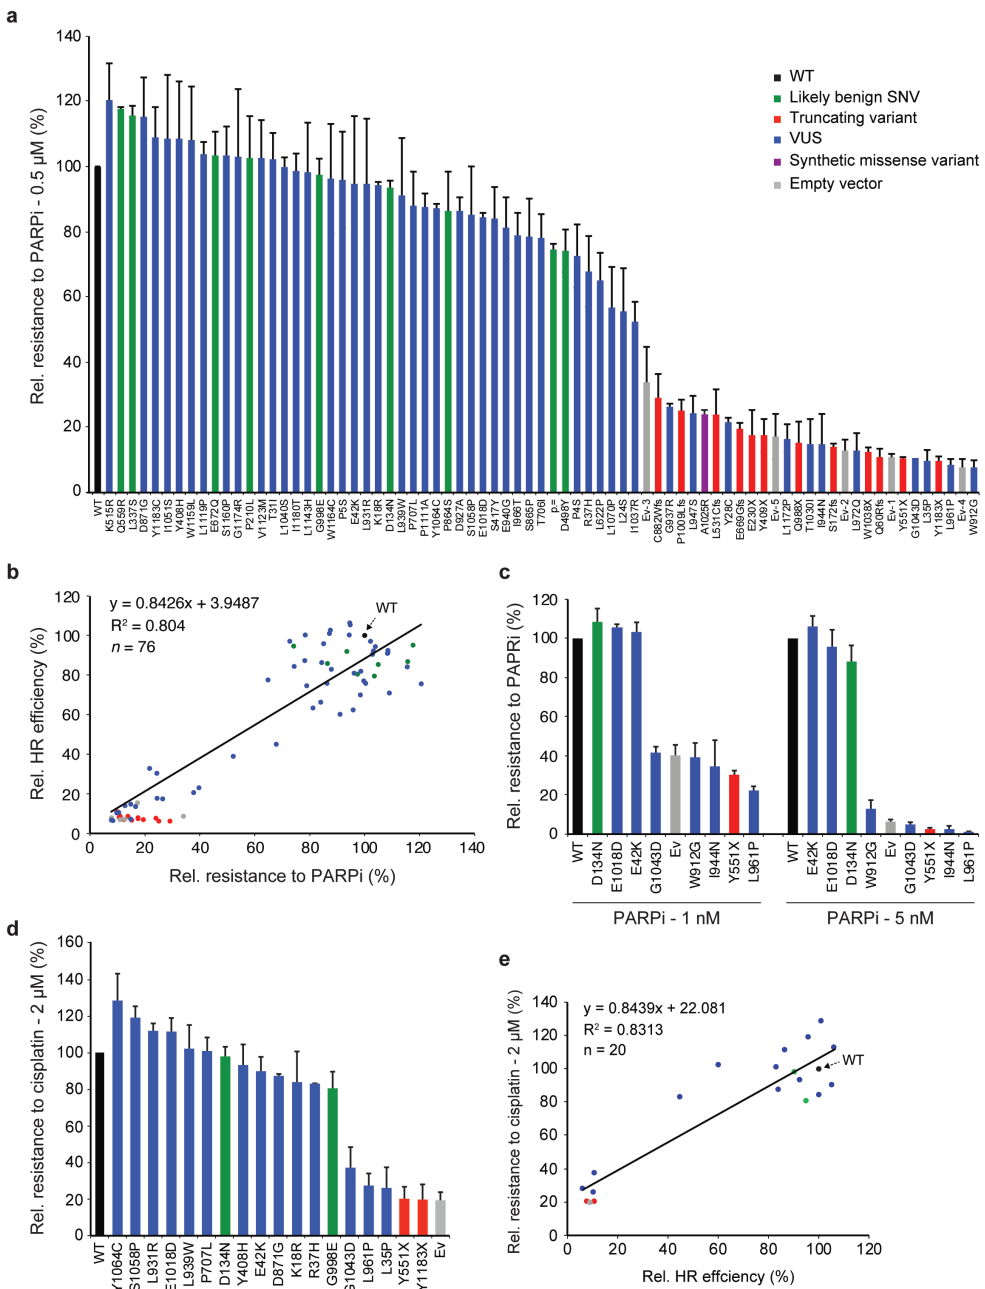 a
Rel. resistance to PARPi - 0.5 µM (%)
140
120
100
80
60
40
20
0
WT
Likely benign SNV
Truncating variant
VUS
Synthetic missense variant
Empty vector
WT
K515R
Q559R
L337S
D871G
Y1183C
I1051S
Y408H
W1159L
L1119P
E672Q
S160P
G1174R
P210L
V1123M
T31I
L1040S
I1180T
L1143H
G998E
W1164C
P5S
E42K
L931R
K18R
D134N
L939W
P707L
P1111A
Y1064C
P864S
D927A
S1058P
E1018D
S417Y
E940G
I966T
S865P
T706I
p.=
D498Y
P4S
R37H
L622P
L1070P
L24S
I1037R
Ev-3
C882Wfs
G937R
P1009Lfs
L947S
A1025R
L531Cfs
Y28C
E669Gfs
E230X
Y409X
Ev-5
L1172P
Q988X
T1030I
I944N
S172fs
Ev-2
L972Q
W1038X
Q60Rfs
Ev-1
Y551X
G1043D
L35P
Y1183X
L961P
Ev-4
W912G
b
Rel. HR efficiency (%)
120
100
80
60
40
20
0
y = 0.8426x + 3.9487
R² = 0.804
n = 76
WT
0 20 40 60 80 100 120 140
Rel. resistance to PARPi (%)
c
Rel. resistance to PAPRi (%)
120
100
80
60
40
20
0
WT
D134N
E1018D
E42K
G1043D
Ev
W912G
I944N
Y551X
L961P
WT
E42K
E1018D
D134N
W912G
Ev
G1043D
Y551X
I944N
L961P
PARPi - 1 nM
PARPi - 5 nM
d
Rel. resistance to cisplatin - 2 µM (%)
160
140
120
100
80
60
40
20
0
WT
Y1064C
S1058P
L931R
E1018D
L939W
P707L
D134N
Y408H
E42K
D871G
K18R
R37H
G998E
G1043D
L961P
L35P
Y551X
Y1183X
Ev
e
Rel. resistance to cisplatin - 2 µM (%)
140
120
100
80
60
40
20
0
y = 0.8439x + 22.081
R² = 0.8313
n = 20
WT
0 20 40 60 80 100 120
Rel. HR effciency (%)